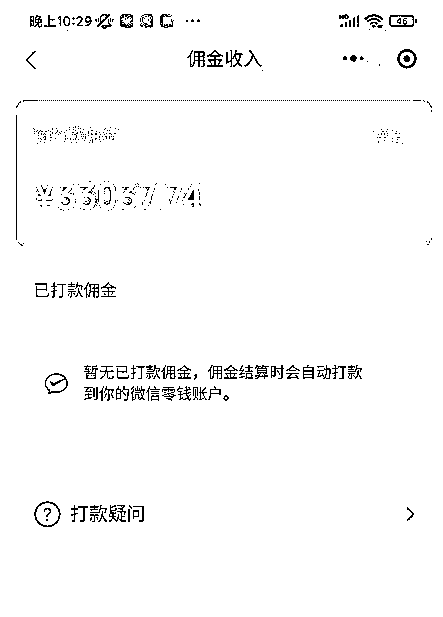 晚上10:29
46
佣金收入
¥33037.74
已打款佣金
暂无已打款佣金，佣金结算时会自动打款
到你的微信零钱账户。
打款疑问